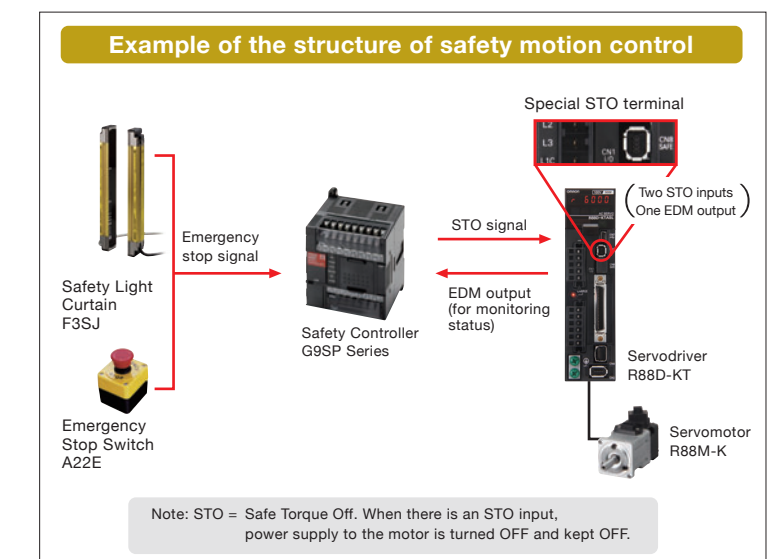 Example of the structure of safety motion control
Special STO terminal
L2
L3
L1C
CN1
I/O
CN8
SAFE
(Two STO inputs
One EDM output)
6000
STO signal
Emergency
stop signal
EDM output
(for monitoring
status)
Safety Light
Curtain
F3SJ
Safety Controller
G9SP Series
Servodriver
R88D-KT
Emergency
Stop Switch
A22E
Servomotor
R88M-K
Note: STO = Safe Torque Off. When there is an STO input,
power supply to the motor is turned OFF and kept OFF.